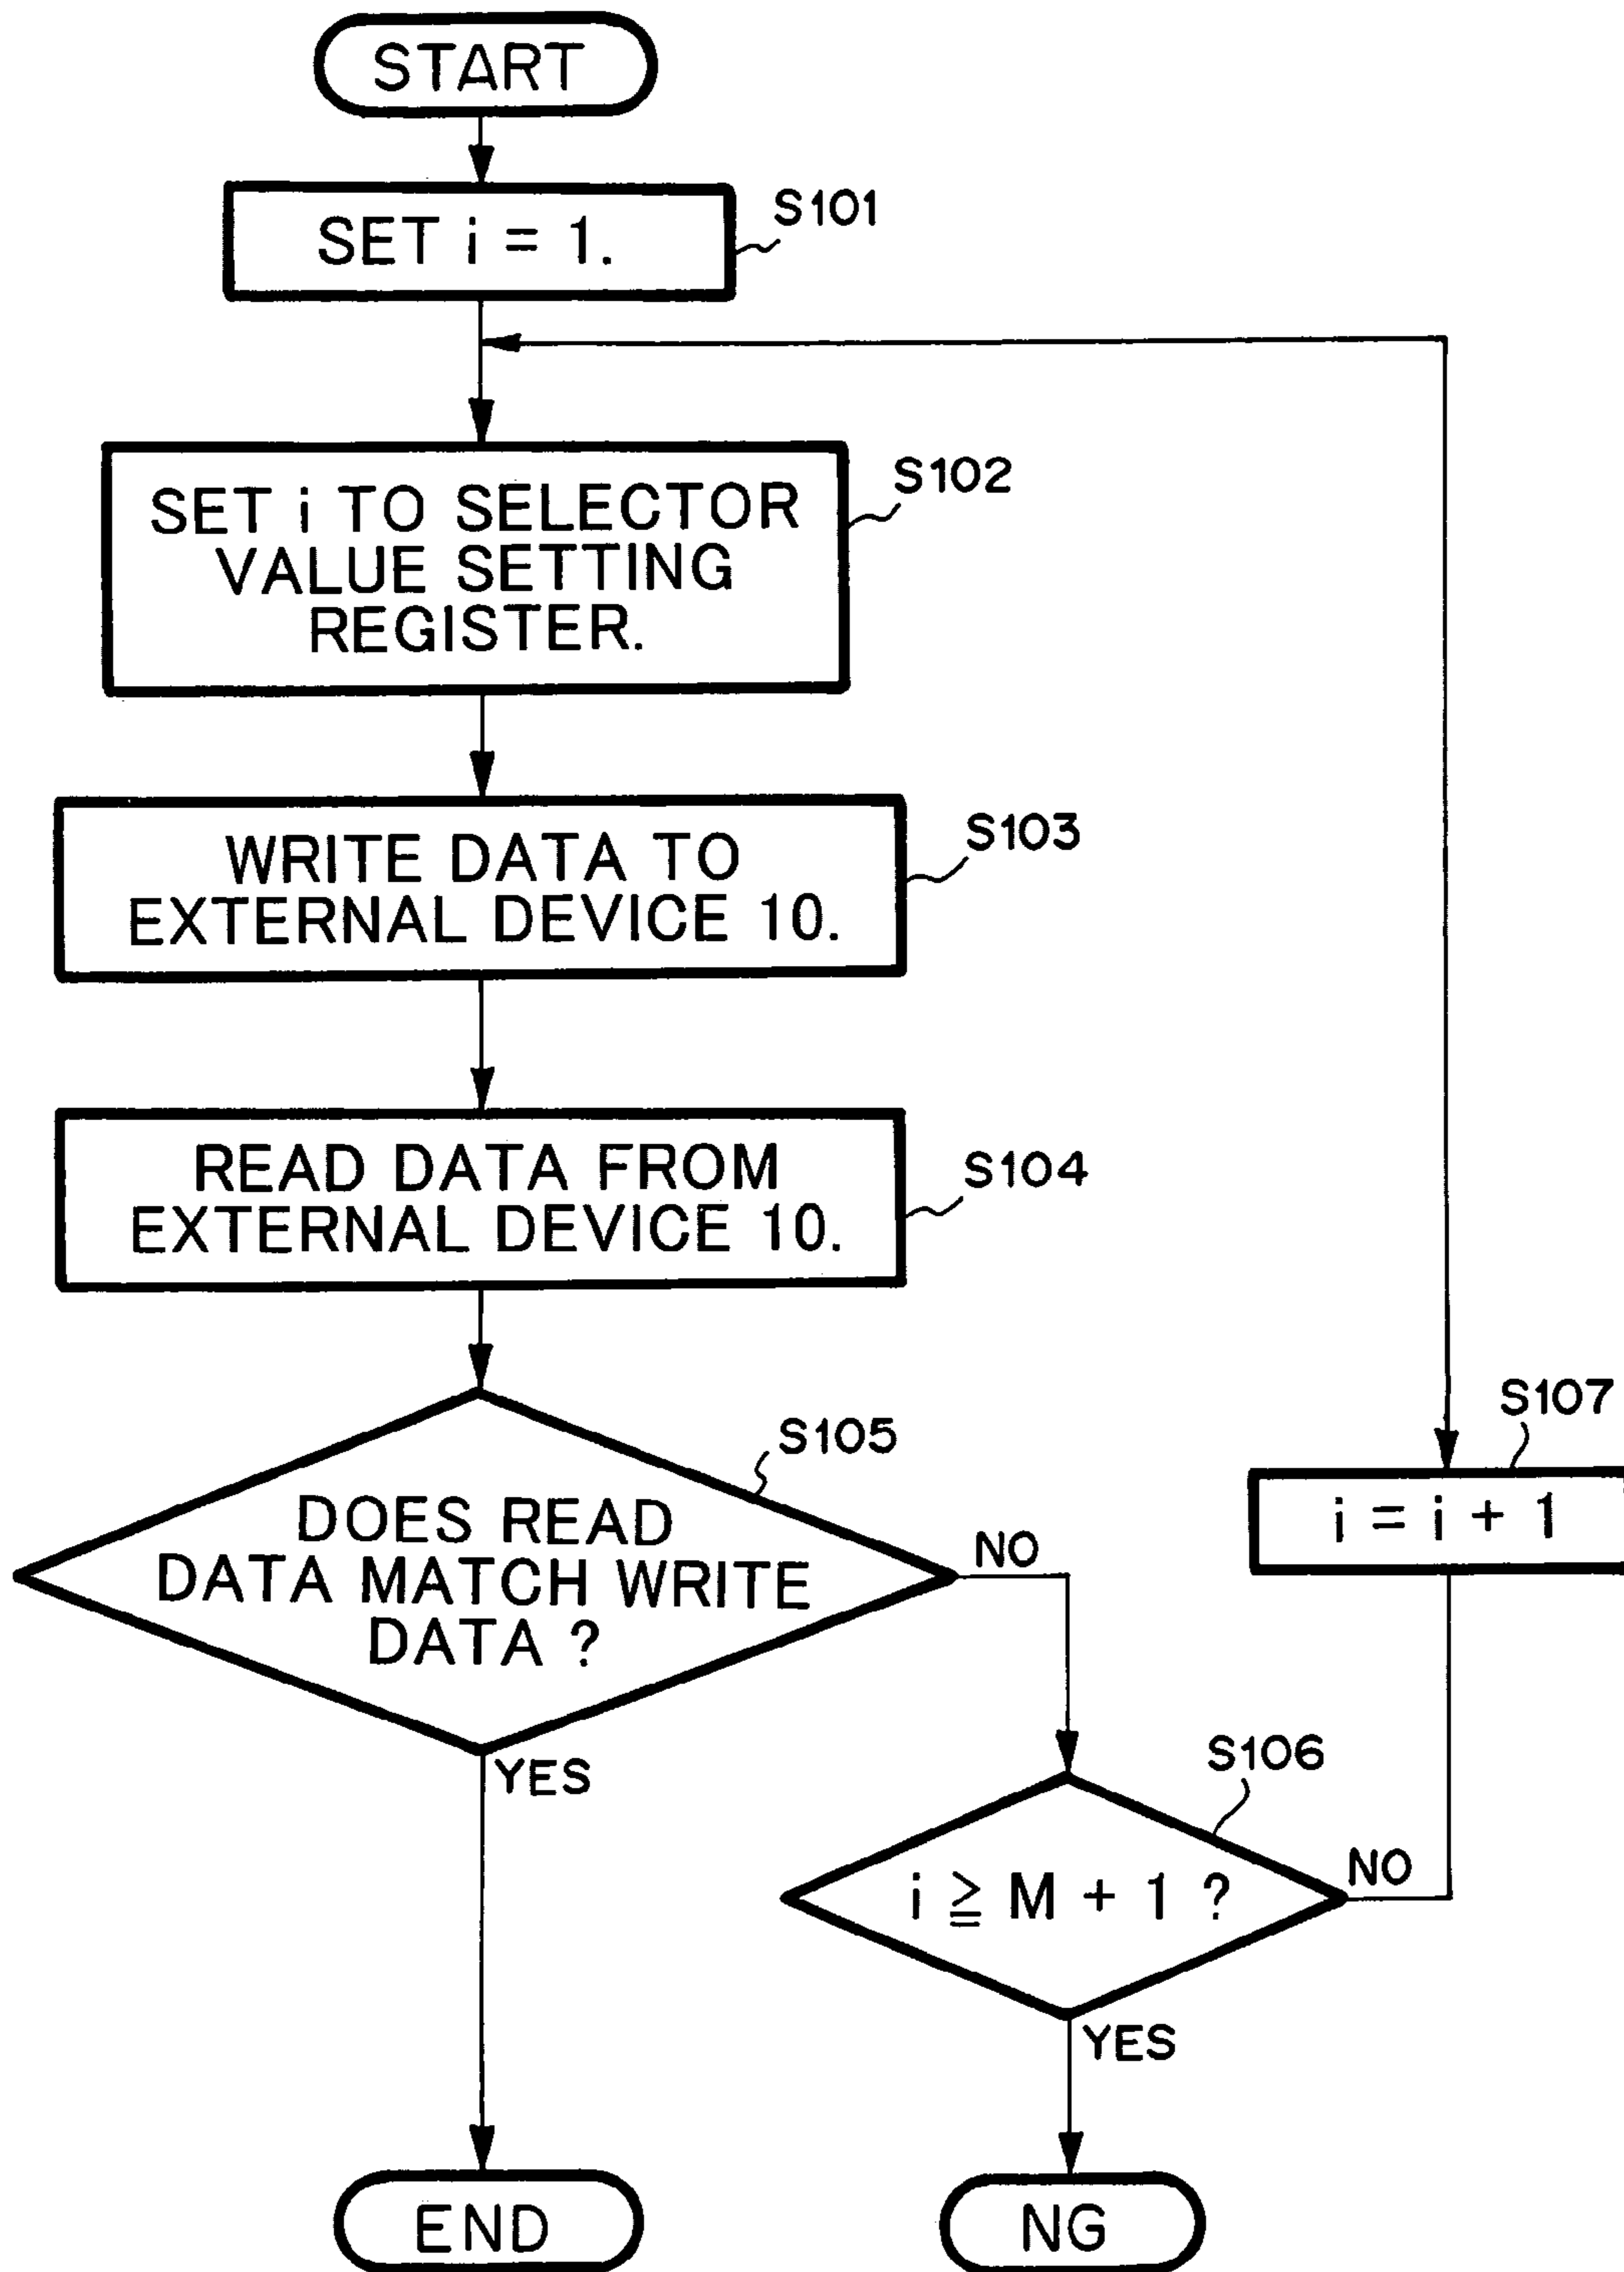 START
S101
SET i = 1.
S102
SET i TO SELECTOR
VALUE SETTING
REGISTER.
S103
WRITE DATA TO
EXTERNAL DEVICE 10.
S104
READ DATA FROM
EXTERNAL DEVICE 10.
S105
DOES READ
DATA MATCH WRITE
DATA ?
NO
YES
S107
i = i + 1
S106
i ≧ M + 1 ?
NO
YES
END
NG